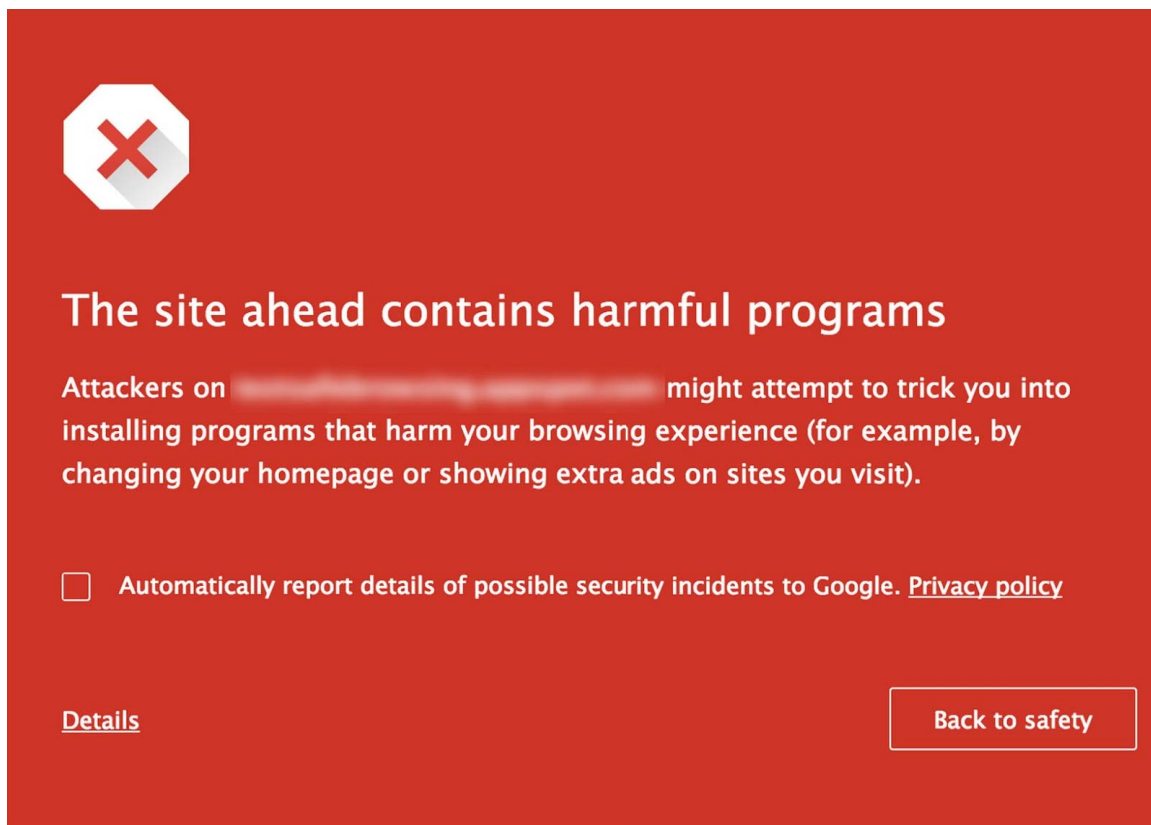 The site ahead contains harmful programs
Attackers on might attempt to trick you into
installing programs that harm your browsing experience (for example, by
changing your homepage or showing extra ads on sites you visit).
Automatically report details of possible security incidents to Google. Privacy policy
Details
Back to safety